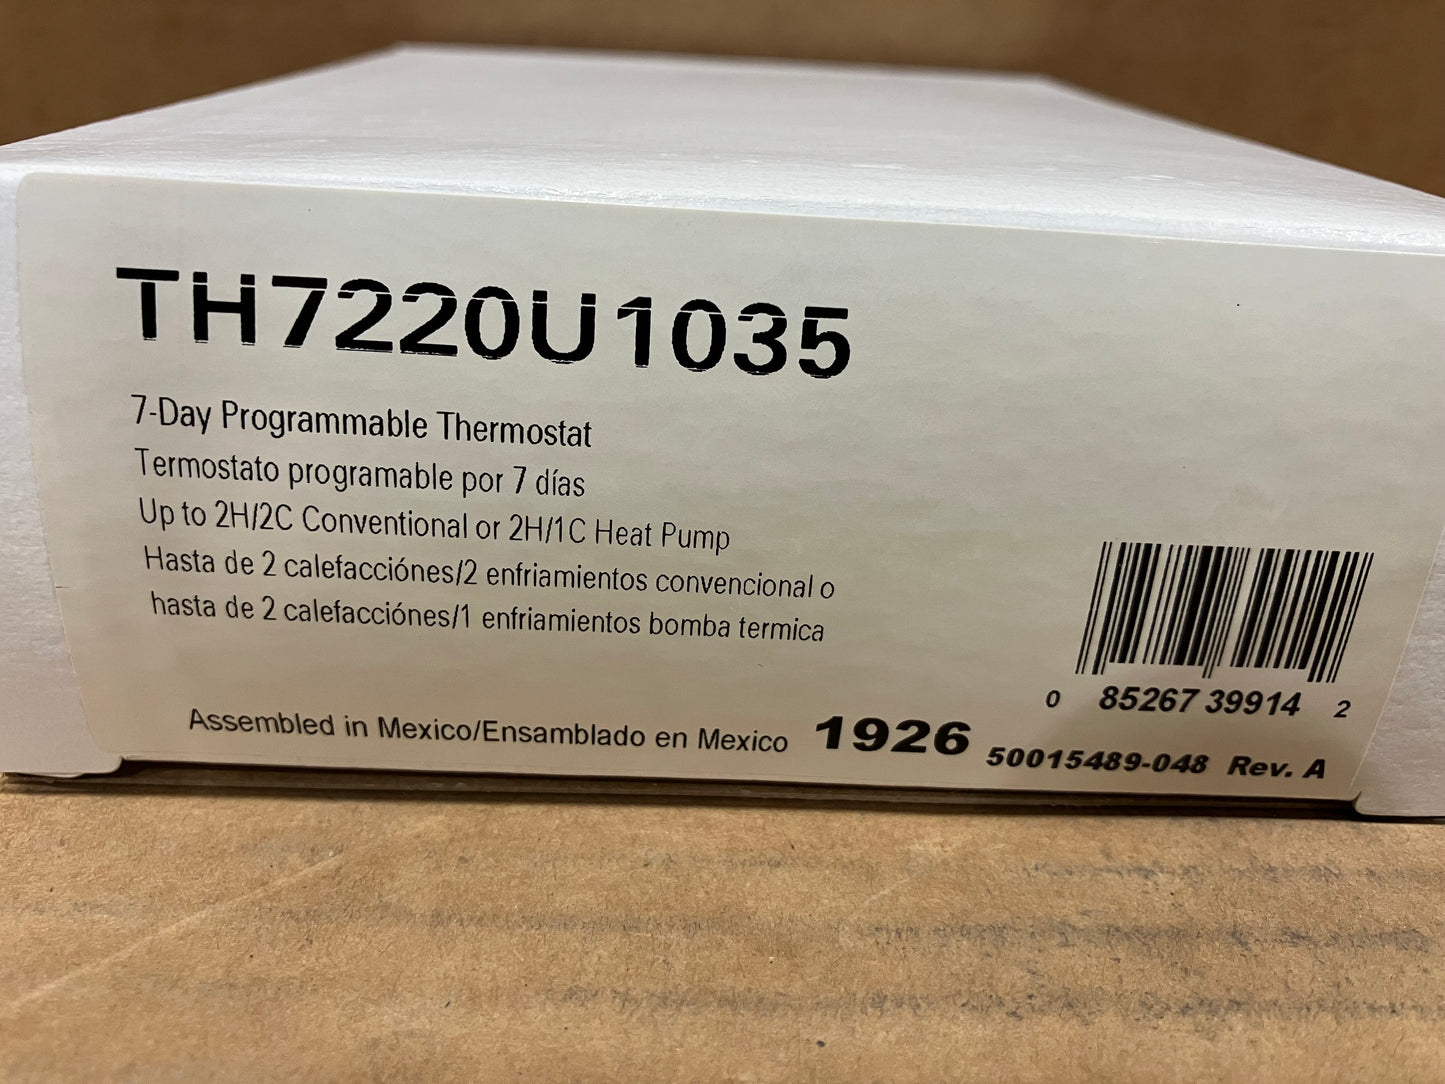 TH7220U1035
7-Day Programmable Thermostat
Termostato programable por 7 días
Up to 2H/2C Conventional or 2H/1C Heat Pump
Hasta de 2 calefacciónes/2 enfriamientos convencional o
hasta de 2 calefacciónes/1 enfriamientos bomba termica
0 85267 39914 2
Assembled in Mexico/Ensamblado en Mexico 1926 50015489-048 Rev. A